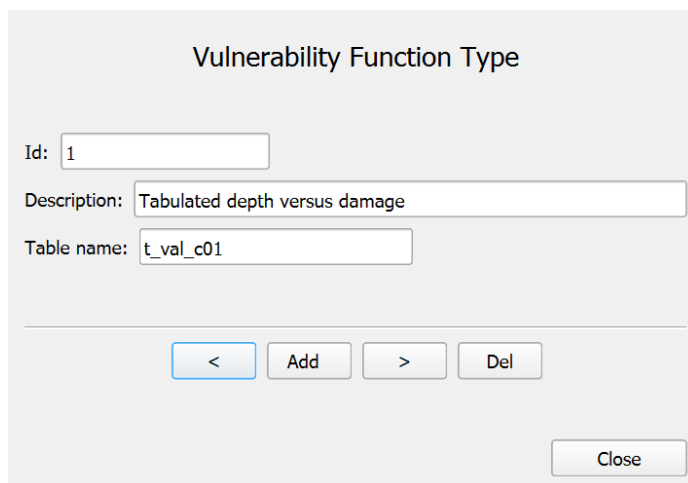 Vulnerability Function Type
Id: 1
Description: Tabulated depth versus damage
Table name: t_val_c01
< Add > Del
Close